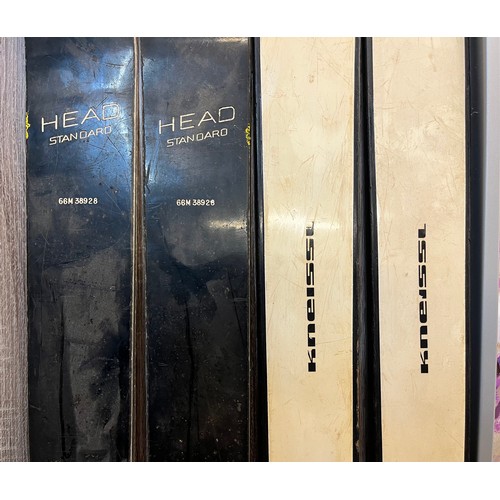 HEAD
STANDARD
66M 38928
HEAD
STANDARD
66M 38928
KNEISSL
KNEISSL